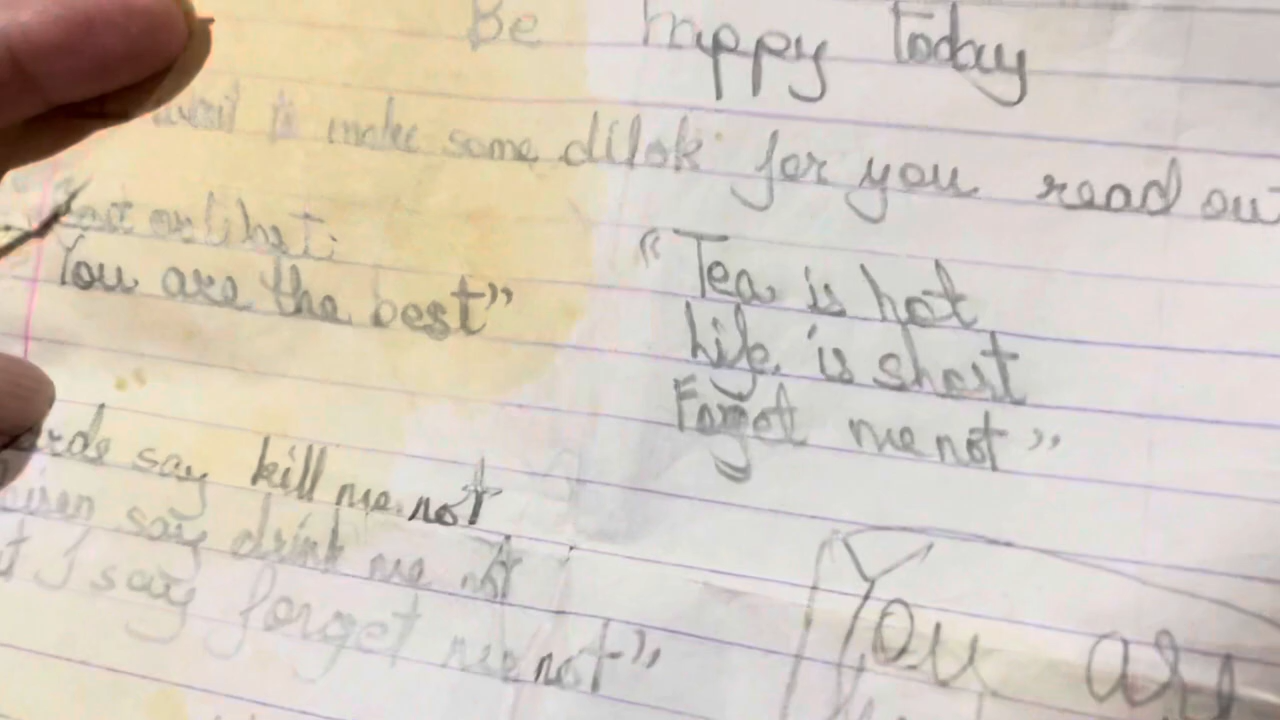 Be happy Today
to make some dilok for you read out
You are the best”
“Tea is hot
Life is short
Forget me not”
say kill me not
say drink me not
I say forget me not”
You are